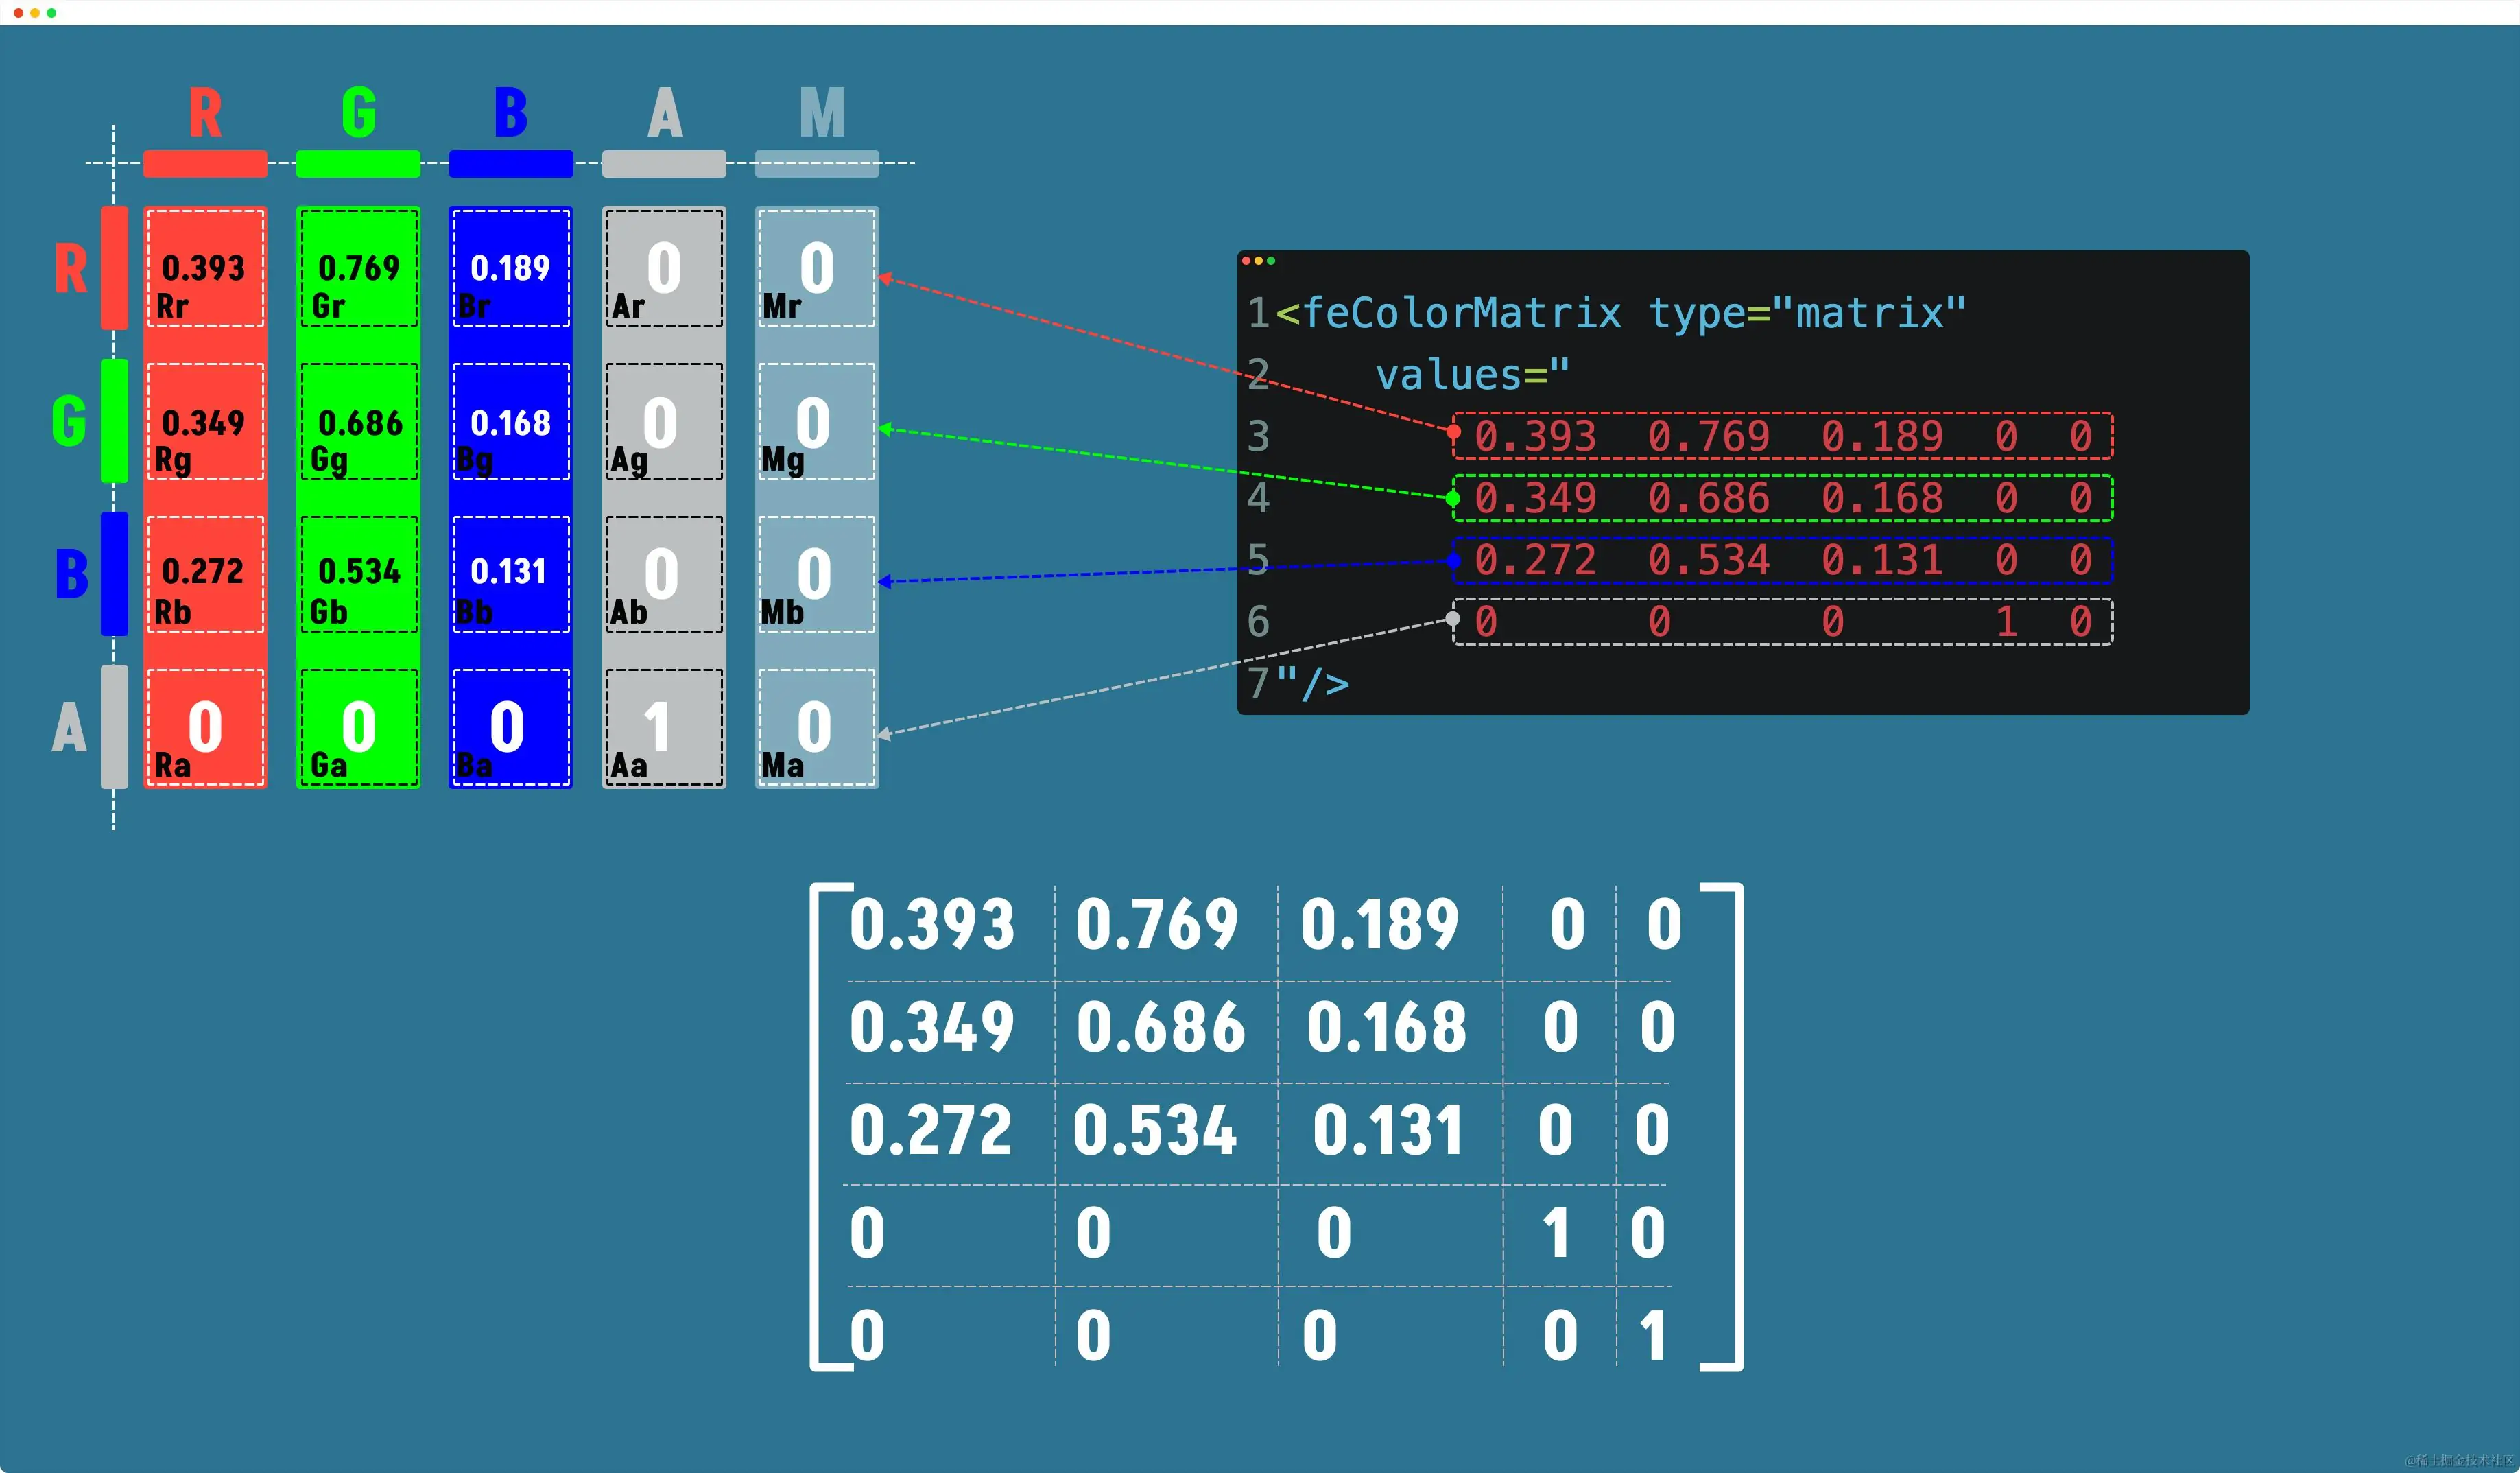 R G B A M
R 0.393 0.769 0.189 0 0
Rr Gr Br Ar Mr
G 0.349 0.686 0.168 0 0
Rg Gg Bg Ag Mg
B 0.272 0.534 0.131 0 0
Rb Gb Bb Ab Mb
A 0 0 0 1 0
Ra Ga Ba Aa Ma
1 <feColorMatrix type="matrix"
2 values="
3 0.393 0.769 0.189 0 0
4 0.349 0.686 0.168 0 0
5 0.272 0.534 0.131 0 0
6 0 0 0 1 0
7 "/>
0.393 0.769 0.189 0 0
0.349 0.686 0.168 0 0
0.272 0.534 0.131 0 0
0 0 0 1 0
0 0 0 0 1
@稀土掘金技术社区